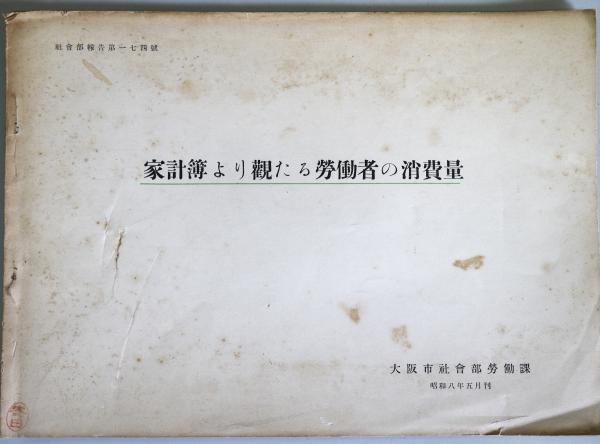 社會部報告第一七四號
家計簿より觀たる勞働者の消費量
大阪市社會部勞働課
昭和八年五月刊